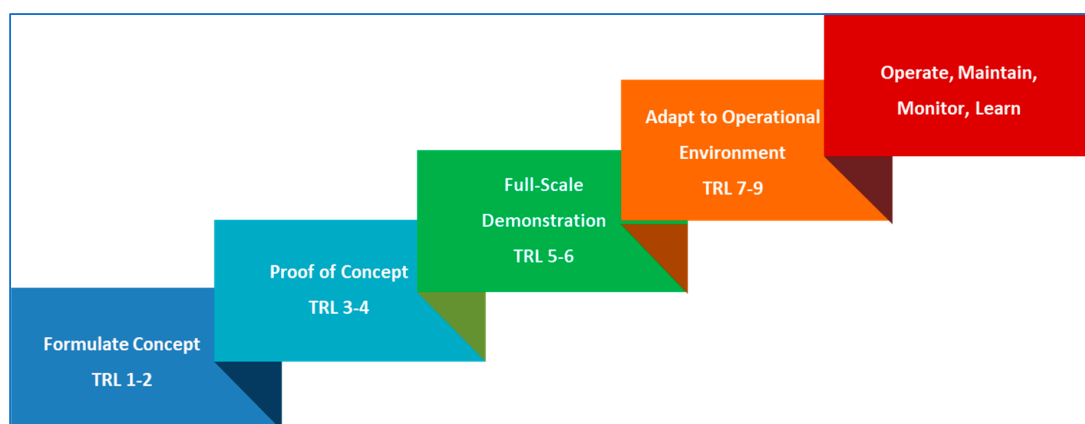 Formulate Concept
TRL 1-2
Proof of Concept
TRL 3-4
Full-Scale
Demonstration
TRL 5-6
Adapt to Operational
Environment
TRL 7-9
Operate, Maintain,
Monitor, Learn